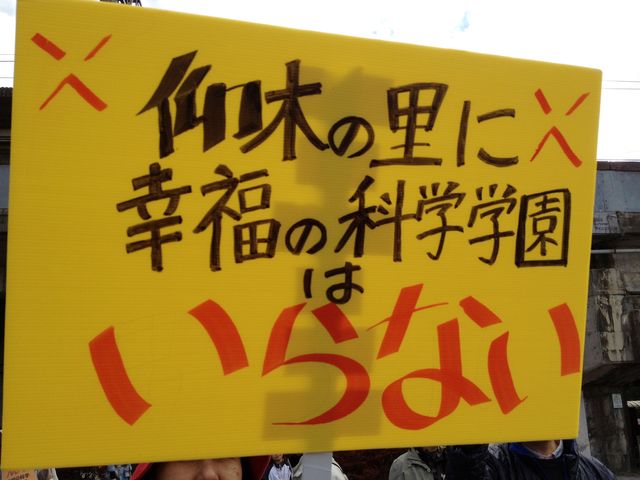 仰木の里に
幸福の科学学園
は
いらない